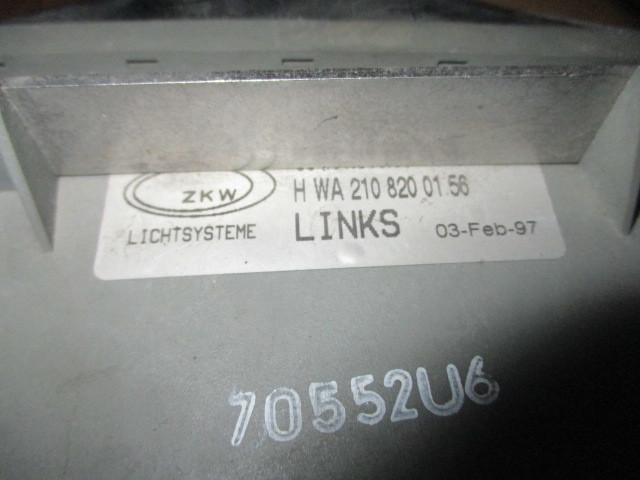 ZKW
H WA 210 820 01 56
LICHTSYSTEME LINKS 03-Feb-97
70552U6